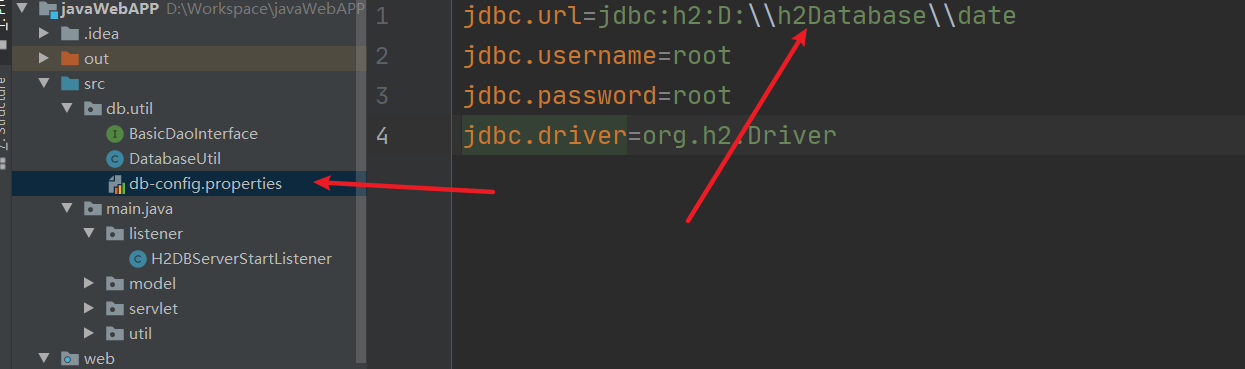 javaWebAPP D:\Workspace\javaWebAPP
.idea
out
src
db.util
BasicDaoInterface
DatabaseUtil
db-config.properties
main.java
listener
H2DBServerStartListener
model
servlet
util
web
Z: Structure
1 jdbc.url=jdbc:h2:D:\\h2Database\\date
2 jdbc.username=root
3 jdbc.password=root
4 jdbc.driver=org.h2.Driver